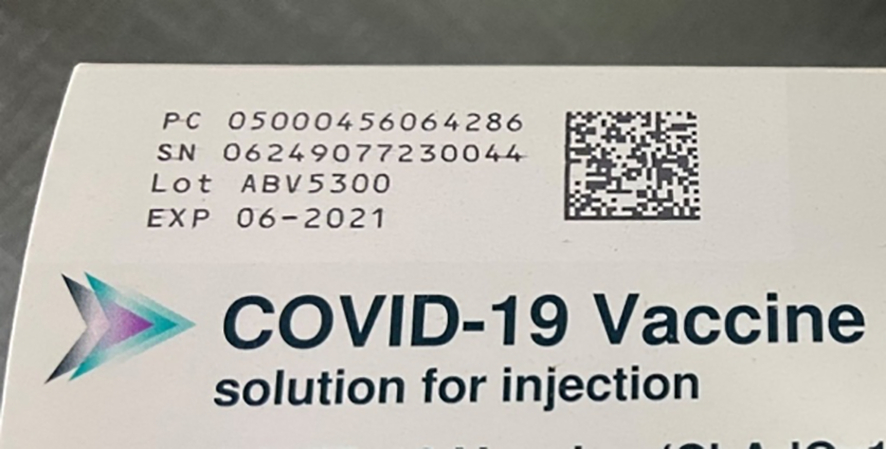 PC 05000456064286
SN 06249077230044
Lot ABV5300
EXP 06-2021
COVID-19 Vaccine
solution for injection